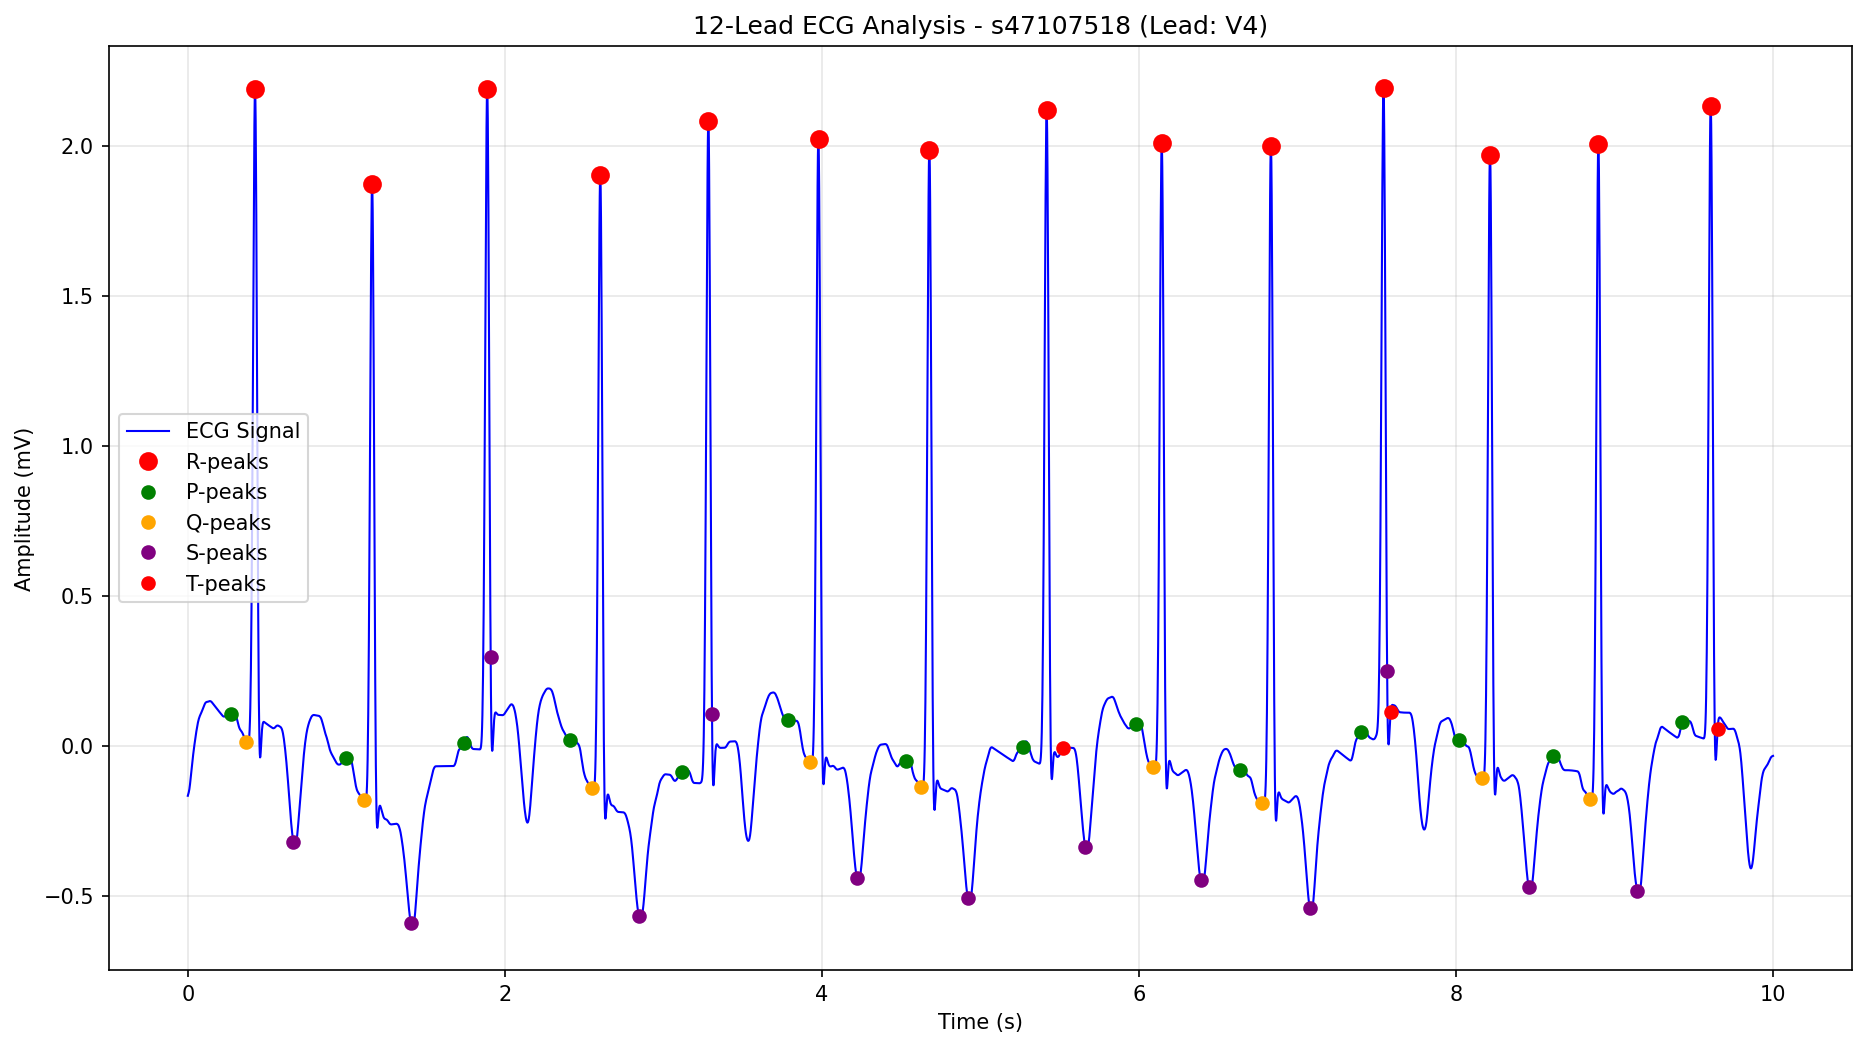 12-Lead ECG Analysis - s47107518 (Lead: V4)
Amplitude (mV)
2.0
1.5
1.0
0.5
0.0
−0.5
ECG Signal
R-peaks
P-peaks
Q-peaks
S-peaks
T-peaks
0 2 4 6 8 10
Time (s)